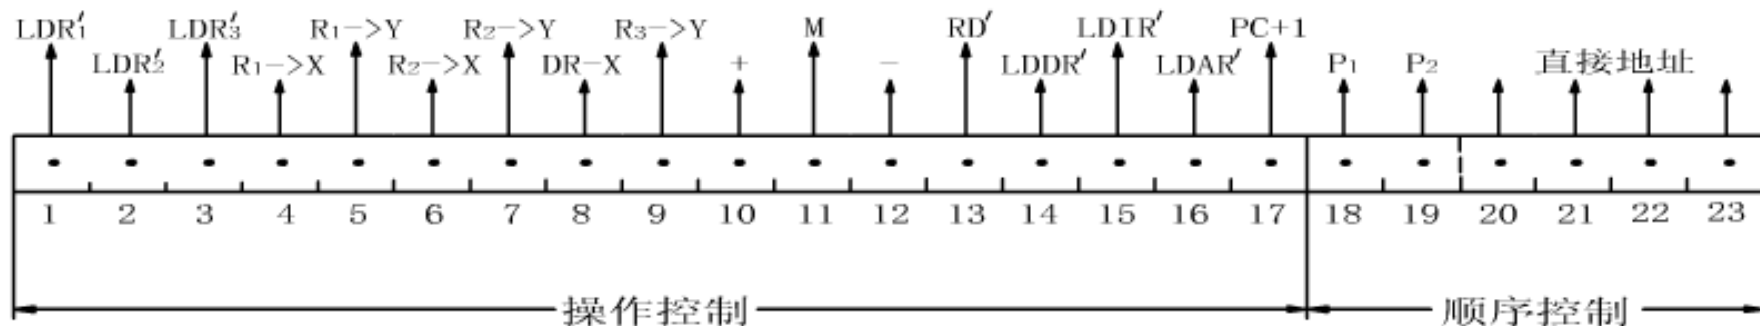 LDR₁′ LDR₃′ R₁->Y R₂->Y R₃->Y M RD′ LDIR′ PC+1
LDR₂′ R₁->X R₂->X DR-X + - LDDR′ LDAR′ P₁ P₂ 直接地址
1 2 3 4 5 6 7 8 9 10 11 12 13 14 15 16 17 18 19 20 21 22 23
操作控制 顺序控制